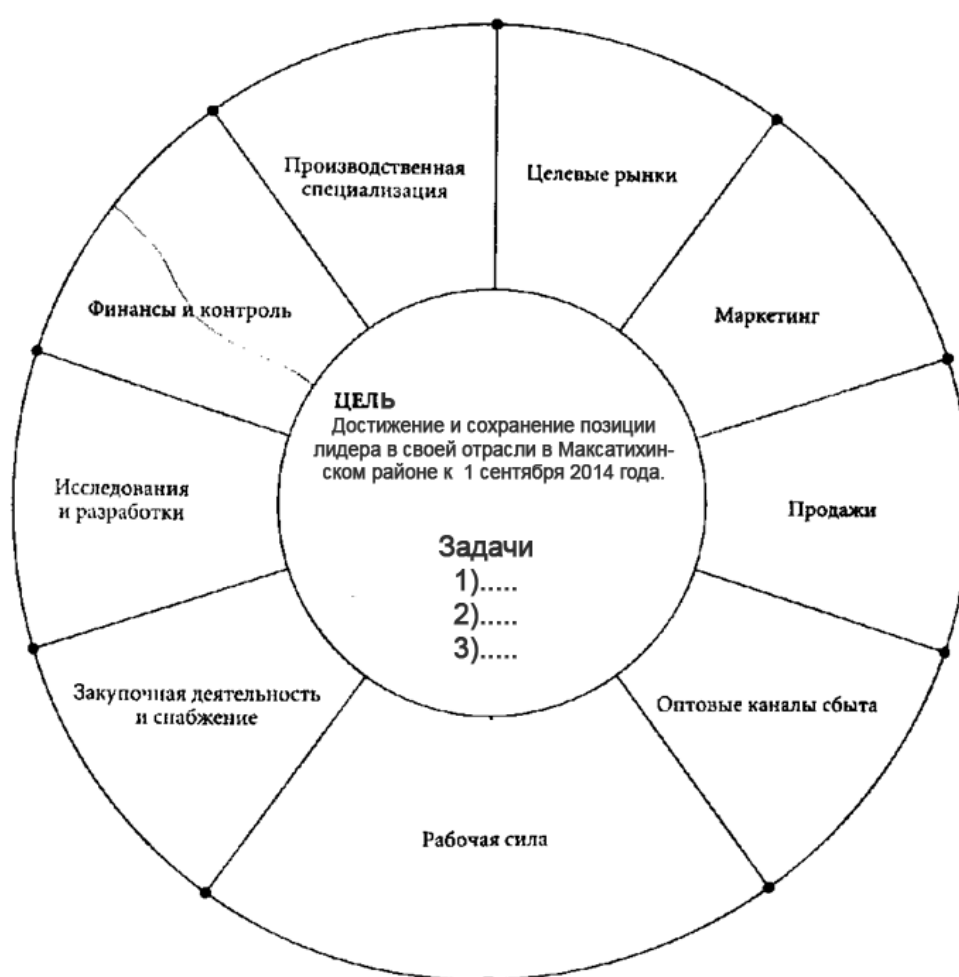 Производственная
специализация
Целевые рынки
Маркетинг
Продажи
Оптовые каналы сбыта
Рабочая сила
Закупочная деятельность
и снабжение
Исследования
и разработки
Финансы и контроль
ЦЕЛЬ
Достижение и сохранение позиции
лидера в своей отрасли в Максатихин-
ском районе к 1 сентября 2014 года.
Задачи
1).....
2).....
3).....